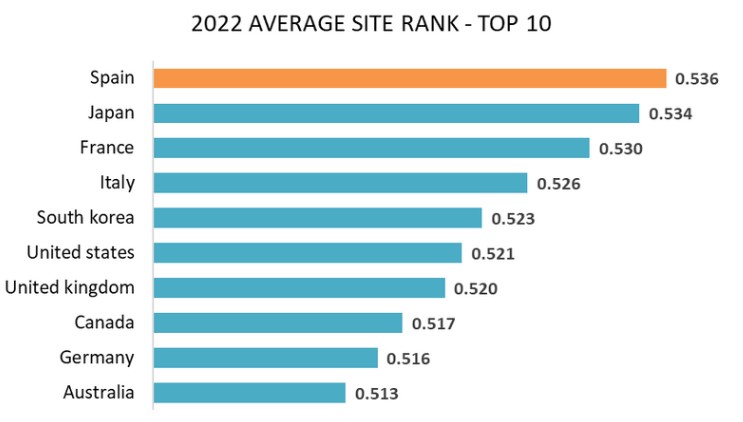 2022 AVERAGE SITE RANK - TOP 10
Spain 0.536
Japan 0.534
France 0.530
Italy 0.526
South korea 0.523
United states 0.521
United kingdom 0.520
Canada 0.517
Germany 0.516
Australia 0.513